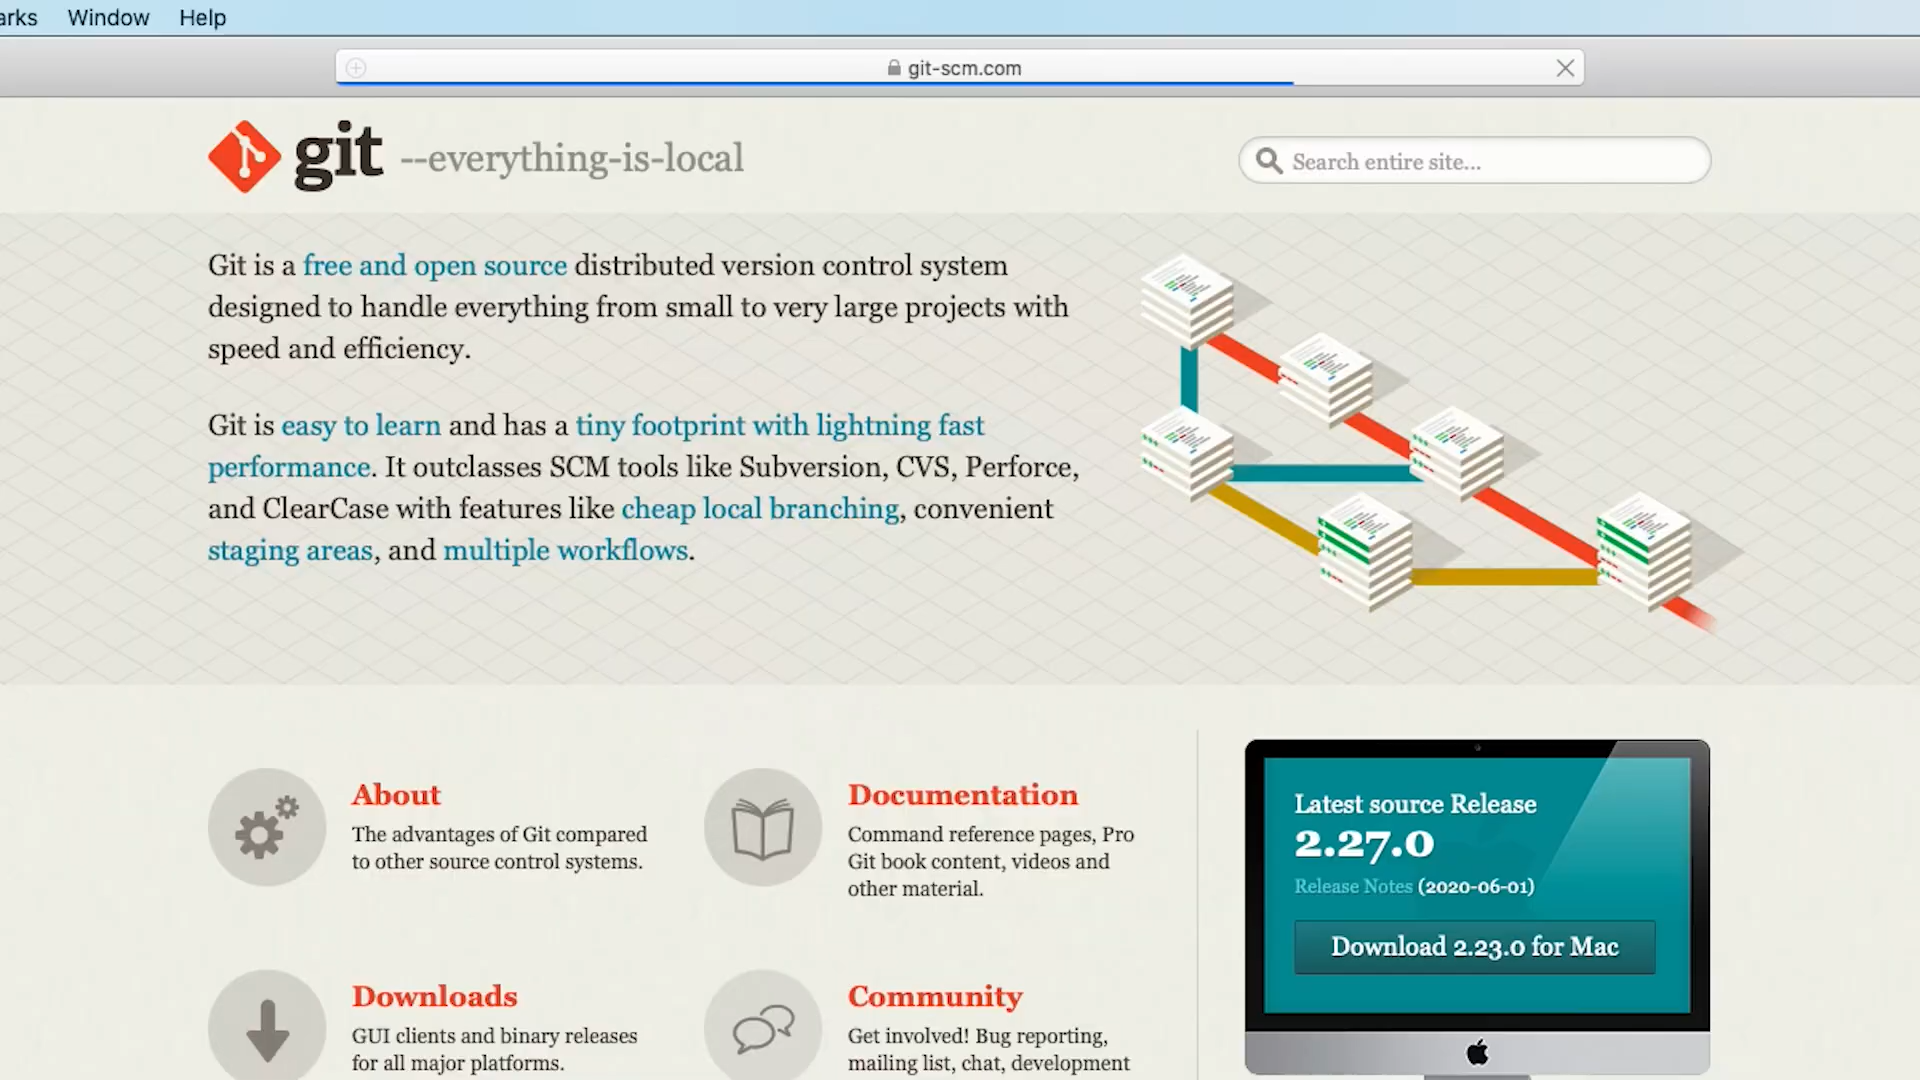 Window Help
git-scm.com
git --everything-is-local
Search entire site...
Git is a free and open source distributed version control system
designed to handle everything from small to very large projects with
speed and efficiency.
Git is easy to learn and has a tiny footprint with lightning fast
performance. It outclasses SCM tools like Subversion, CVS, Perforce,
and ClearCase with features like cheap local branching, convenient
staging areas, and multiple workflows.
About
The advantages of Git compared
to other source control systems.
Documentation
Command reference pages, Pro
Git book content, videos and
other material.
Downloads
GUI clients and binary releases
for all major platforms.
Community
Get involved! Bug reporting,
mailing list, chat, development
Latest source Release
2.27.0
Release Notes (2020-06-01)
Download 2.23.0 for Mac